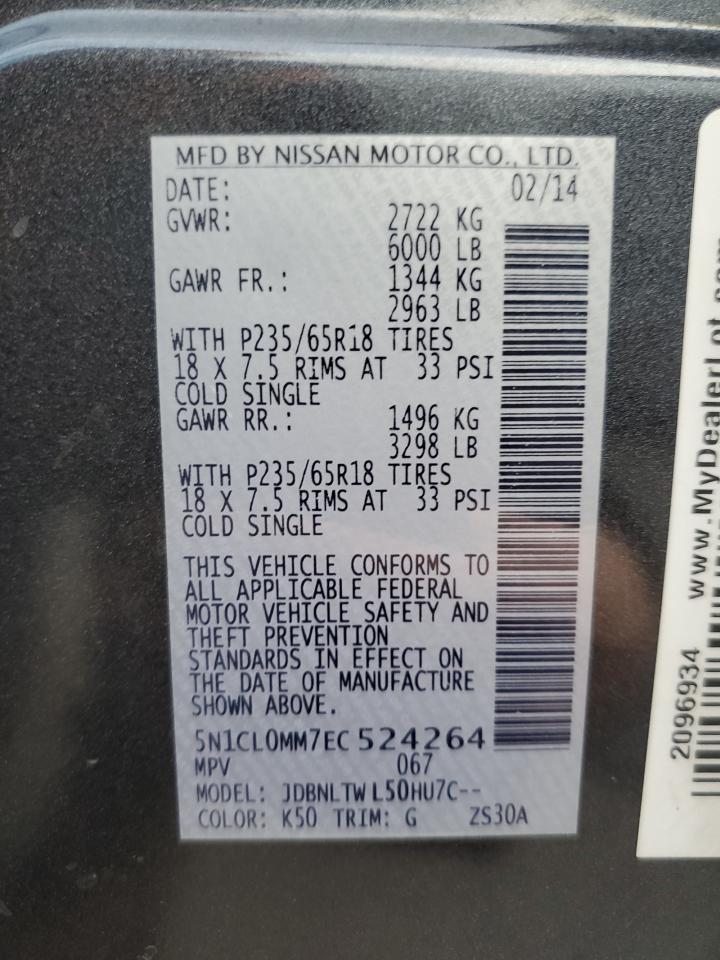 MFD BY NISSAN MOTOR CO., LTD.
DATE: 02/14
GVWR: 2722 KG
6000 LB
GAWR FR.: 1344 KG
2963 LB
WITH P235/65R18 TIRES
18 X 7.5 RIMS AT 33 PSI
COLD SINGLE
GAWR RR.: 1496 KG
3298 LB
WITH P235/65R18 TIRES
18 X 7.5 RIMS AT 33 PSI
COLD SINGLE
THIS VEHICLE CONFORMS TO
ALL APPLICABLE FEDERAL
MOTOR VEHICLE SAFETY AND
THEFT PREVENTION
STANDARDS IN EFFECT ON
THE DATE OF MANUFACTURE
SHOWN ABOVE.
5N1CL0MM7EC 524264
MPV 067
MODEL: JDBNLTW L50HU7C--
COLOR: K50 TRIM: G ZS30A
www.MyDealerLot.com
2096934